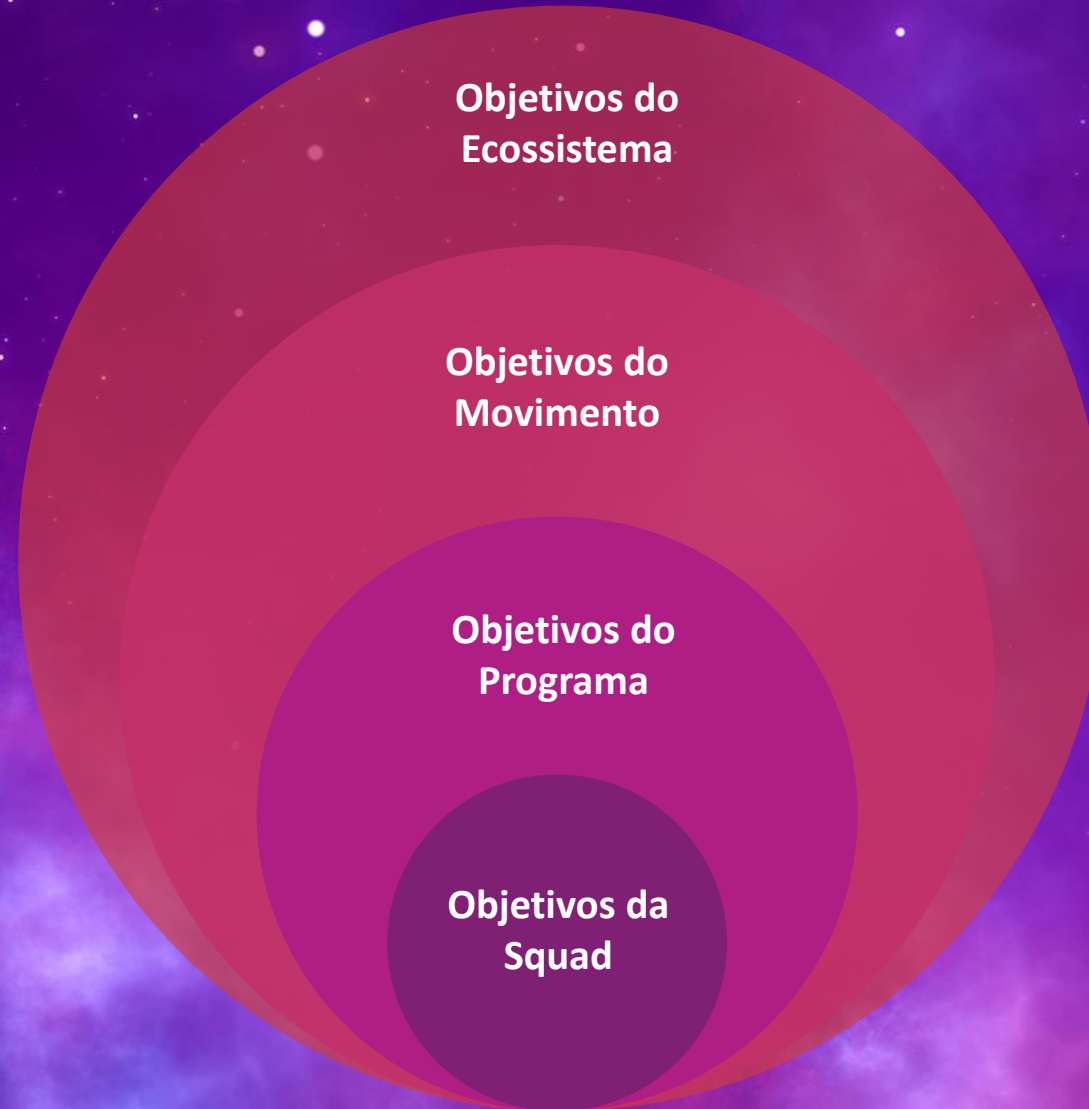 Objetivos do
Ecossistema
Objetivos do
Movimento
Objetivos do
Programa
Objetivos da
Squad